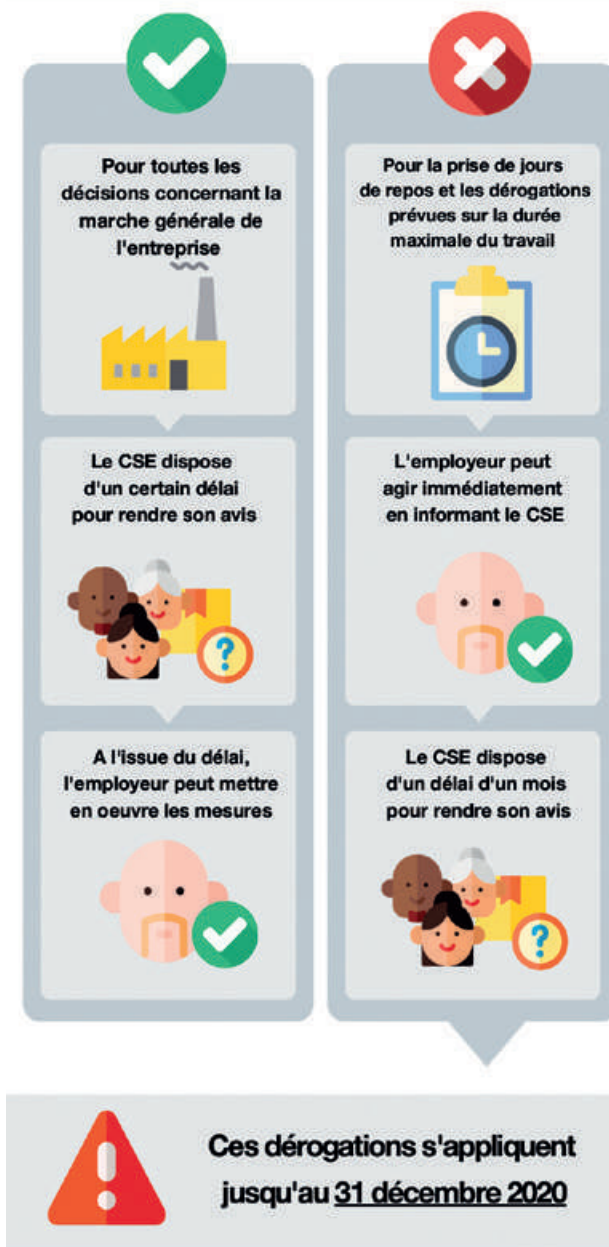 Pour toutes les
décisions concernant la
marche générale de
l'entreprise
Le CSE dispose
d'un certain délai
pour rendre son avis
?
A l'issue du délai,
l'employeur peut mettre
en oeuvre les mesures
Pour la prise de jours
de repos et les dérogations
prévues sur la durée
maximale du travail
L'employeur peut
agir immédiatement
en informant le CSE
Le CSE dispose
d'un délai d'un mois
pour rendre son avis
?
Ces dérogations s'appliquent
jusqu'au 31 décembre 2020